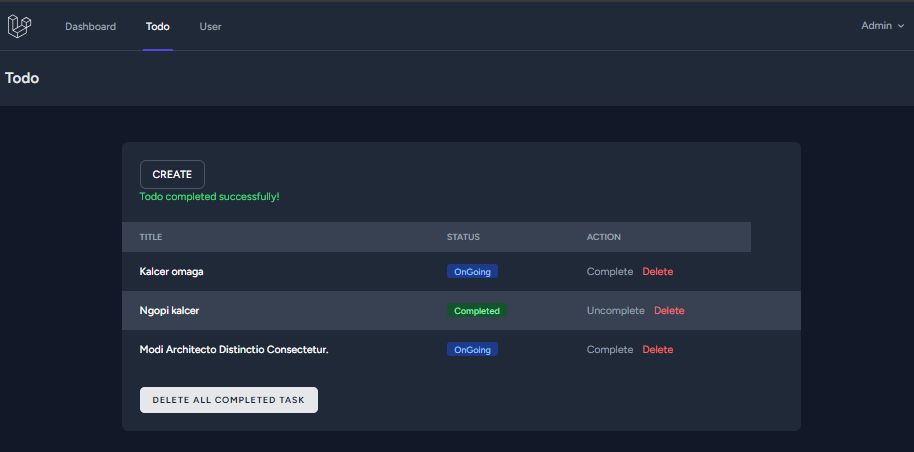 Dashboard Todo User Admin
Todo
CREATE
Todo completed successfully!
TITLE STATUS ACTION
Kalcer omaga OnGoing Complete Delete
Ngopi kalcer Completed Uncomplete Delete
Modi Architecto Distinctio Consectetur. OnGoing Complete Delete
DELETE ALL COMPLETED TASK